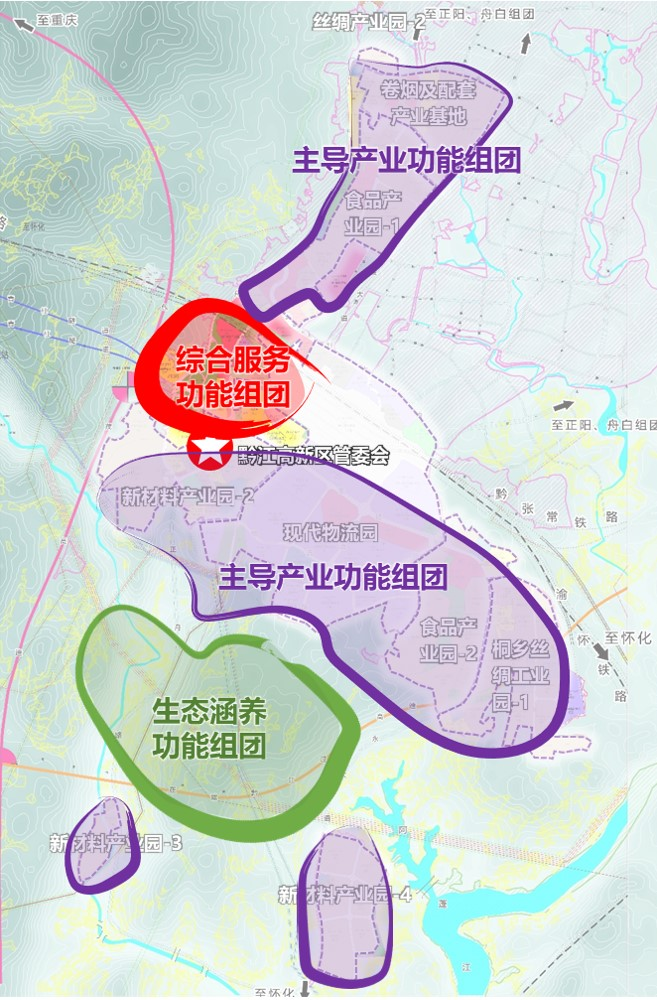 至重庆
丝绸产业园-2
至正阳、舟白组团
卷烟及配套
产业基地
主导产业功能组团
食品产
业园-1
至怀化
综合服务
功能组团
至正阳、舟白组团
黔江高新区管委会
新材料产业园-2
黔张常铁路
现代物流园
主导产业功能组团
渝怀铁路
食品产
业园-2
至怀化
桐乡丝
绸工业
园-1
生态涵养
功能组团
新材料产业园-3
阿
蓬
江
新材料产业园-4
至怀化